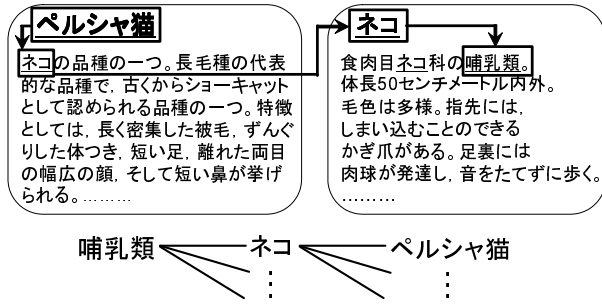 ペルシャ猫
ネコの品種の一つ。長毛種の代表
的な品種で，古くからショーキャット
として認められる品種の一つ。特徴
としては，長く密集した被毛，ずんぐ
りした体つき，短い足，離れた両目
の幅広の顔，そして短い鼻が挙げ
られる。………
ネコ
食肉目ネコ科の哺乳類。
体長50センチメートル内外。
毛色は多様。指先には，
しまい込むことのできる
かぎ爪がある。足裏には
肉球が発達し，音をたてずに歩く。
………
哺乳類 ネコ ペルシャ猫